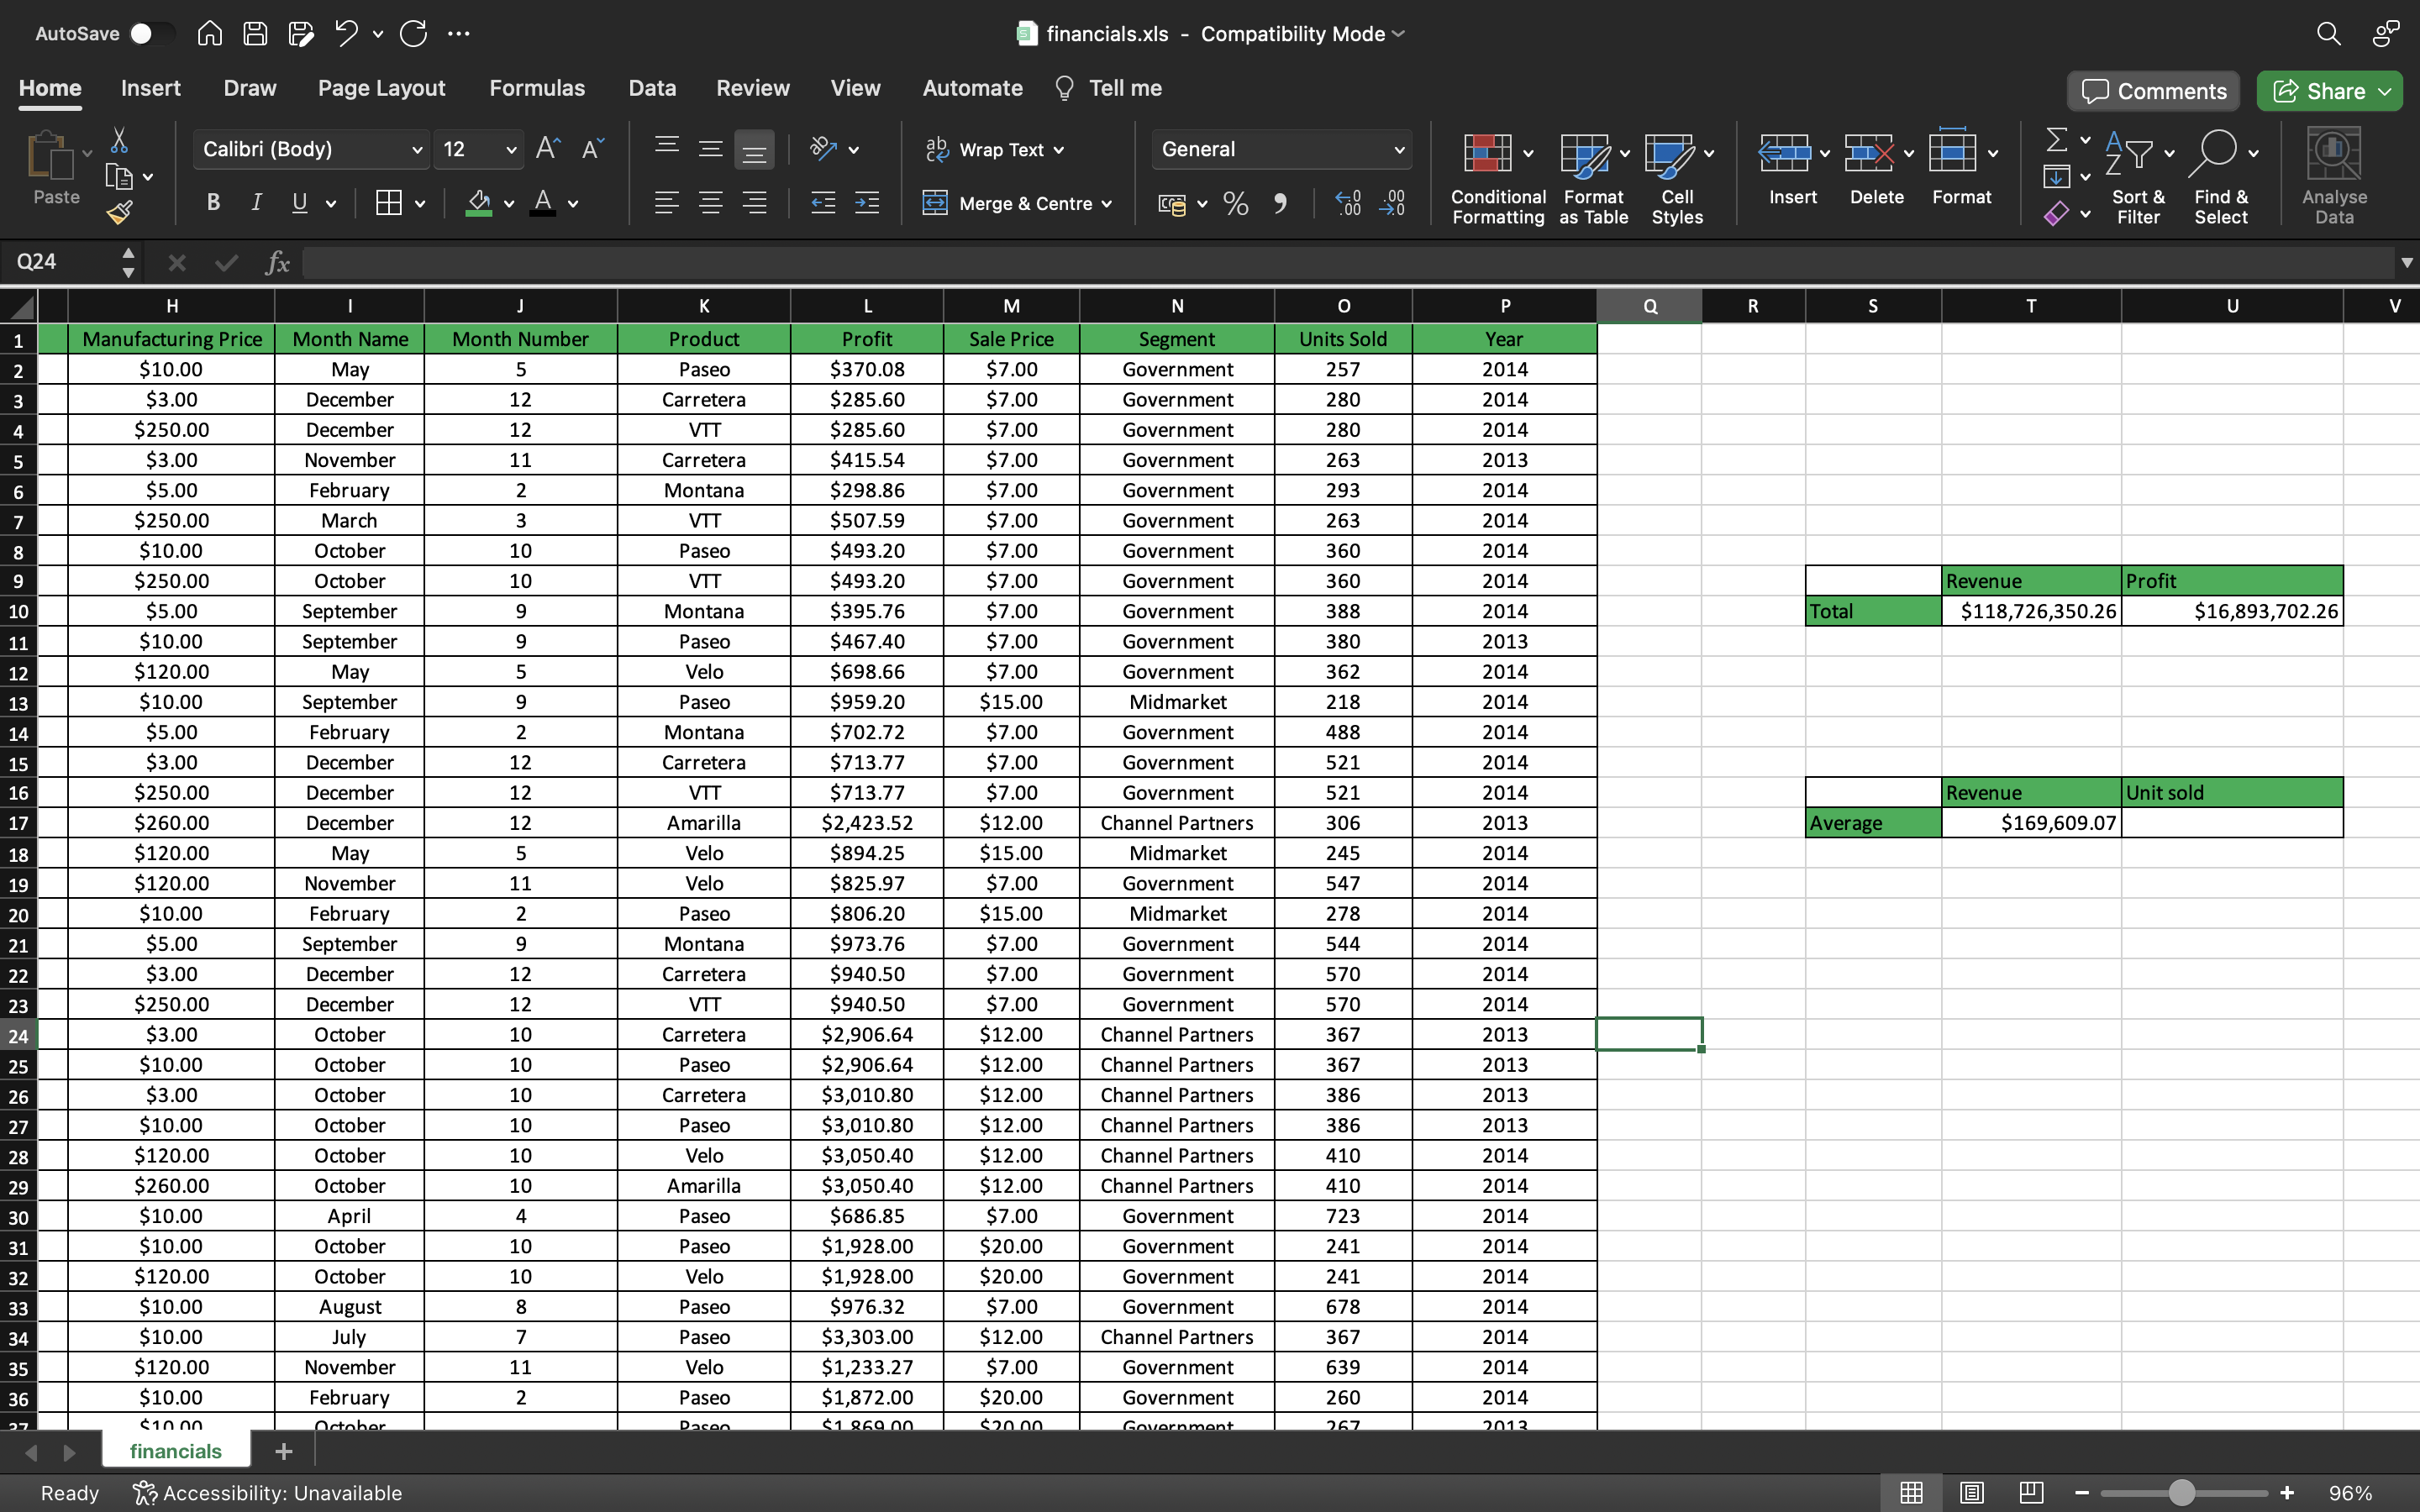 AutoSave
financials.xls - Compatibility Mode
Home Insert Draw Page Layout Formulas Data Review View Automate Tell me Comments Share
Paste
Calibri (Body) 12
Wrap Text
General
Merge & Centre
Conditional Formatting
Format as Table
Cell Styles
Insert
Delete
Format
Sort & Filter
Find & Select
Analyse Data
Q24 fx
H I J K L M N O P Q R S T U V
1 Manufacturing Price Month Name Month Number Product Profit Sale Price Segment Units Sold Year
2 $10.00 May 5 Paseo $370.08 $7.00 Government 257 2014
3 $3.00 December 12 Carretera $285.60 $7.00 Government 280 2014
4 $250.00 December 12 VTT $285.60 $7.00 Government 280 2014
5 $3.00 November 11 Carretera $415.54 $7.00 Government 263 2013
6 $5.00 February 2 Montana $298.86 $7.00 Government 293 2014
7 $250.00 March 3 VTT $507.59 $7.00 Government 263 2014
8 $10.00 October 10 Paseo $493.20 $7.00 Government 360 2014
9 $250.00 October 10 VTT $493.20 $7.00 Government 360 2014 Revenue Profit
10 $5.00 September 9 Montana $395.76 $7.00 Government 388 2014 Total $118,726,350.26 $16,893,702.26
11 $10.00 September 9 Paseo $467.40 $7.00 Government 380 2013
12 $120.00 May 5 Velo $698.66 $7.00 Government 362 2014
13 $10.00 September 9 Paseo $959.20 $15.00 Midmarket 218 2014
14 $5.00 February 2 Montana $702.72 $7.00 Government 488 2014
15 $3.00 December 12 Carretera $713.77 $7.00 Government 521 2014
16 $250.00 December 12 VTT $713.77 $7.00 Government 521 2014 Revenue Unit sold
17 $260.00 December 12 Amarilla $2,423.52 $12.00 Channel Partners 306 2013 Average $169,609.07
18 $120.00 May 5 Velo $894.25 $15.00 Midmarket 245 2014
19 $120.00 November 11 Velo $825.97 $7.00 Government 547 2014
20 $10.00 February 2 Paseo $806.20 $15.00 Midmarket 278 2014
21 $5.00 September 9 Montana $973.76 $7.00 Government 544 2014
22 $3.00 December 12 Carretera $940.50 $7.00 Government 570 2014
23 $250.00 December 12 VTT $940.50 $7.00 Government 570 2014
24 $3.00 October 10 Carretera $2,906.64 $12.00 Channel Partners 367 2013
25 $10.00 October 10 Paseo $2,906.64 $12.00 Channel Partners 367 2013
26 $3.00 October 10 Carretera $3,010.80 $12.00 Channel Partners 386 2013
27 $10.00 October 10 Paseo $3,010.80 $12.00 Channel Partners 386 2013
28 $120.00 October 10 Velo $3,050.40 $12.00 Channel Partners 410 2014
29 $260.00 October 10 Amarilla $3,050.40 $12.00 Channel Partners 410 2014
30 $10.00 April 4 Paseo $686.85 $7.00 Government 723 2014
31 $10.00 October 10 Paseo $1,928.00 $20.00 Government 241 2014
32 $120.00 October 10 Velo $1,928.00 $20.00 Government 241 2014
33 $10.00 August 8 Paseo $976.32 $7.00 Government 678 2014
34 $10.00 July 7 Paseo $3,303.00 $12.00 Channel Partners 367 2014
35 $120.00 November 11 Velo $1,233.27 $7.00 Government 639 2014
36 $10.00 February 2 Paseo $1,872.00 $20.00 Government 260 2014
37 $10.00 October Paseo $1,869.00 $20.00 Government 267 2013
financials +
Ready Accessibility: Unavailable 96%